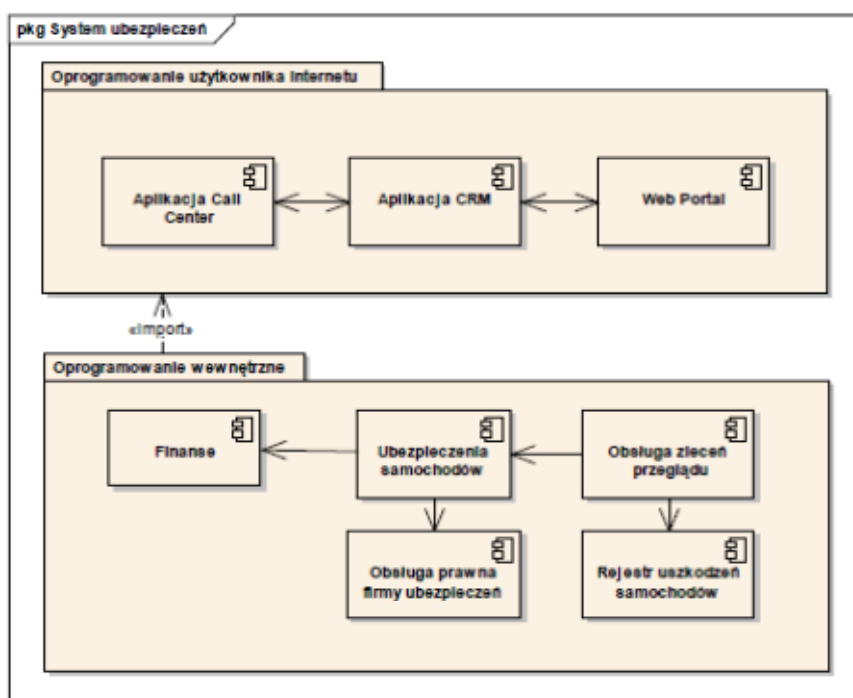 pkg System ubezpieczeń
Oprogramowanie użytkownika Internetu
Aplikacja Call
Center
Aplikacja CRM
Web Portal
«import»
Oprogramowanie wewnętrzne
Finanse
Ubezpieczenia
samochodów
Obsługa zleceń
przeglądu
Obsługa prawna
firmy ubezpieczeń
Rejestr uszkodzeń
samochodów